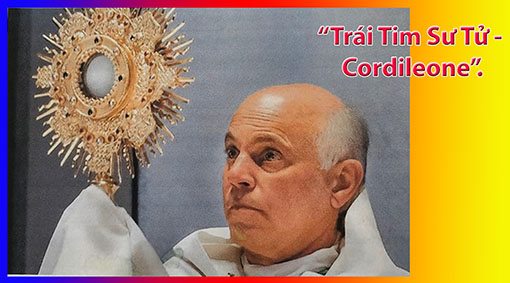 “Trái Tim Sư Tử -
Cordileone”.